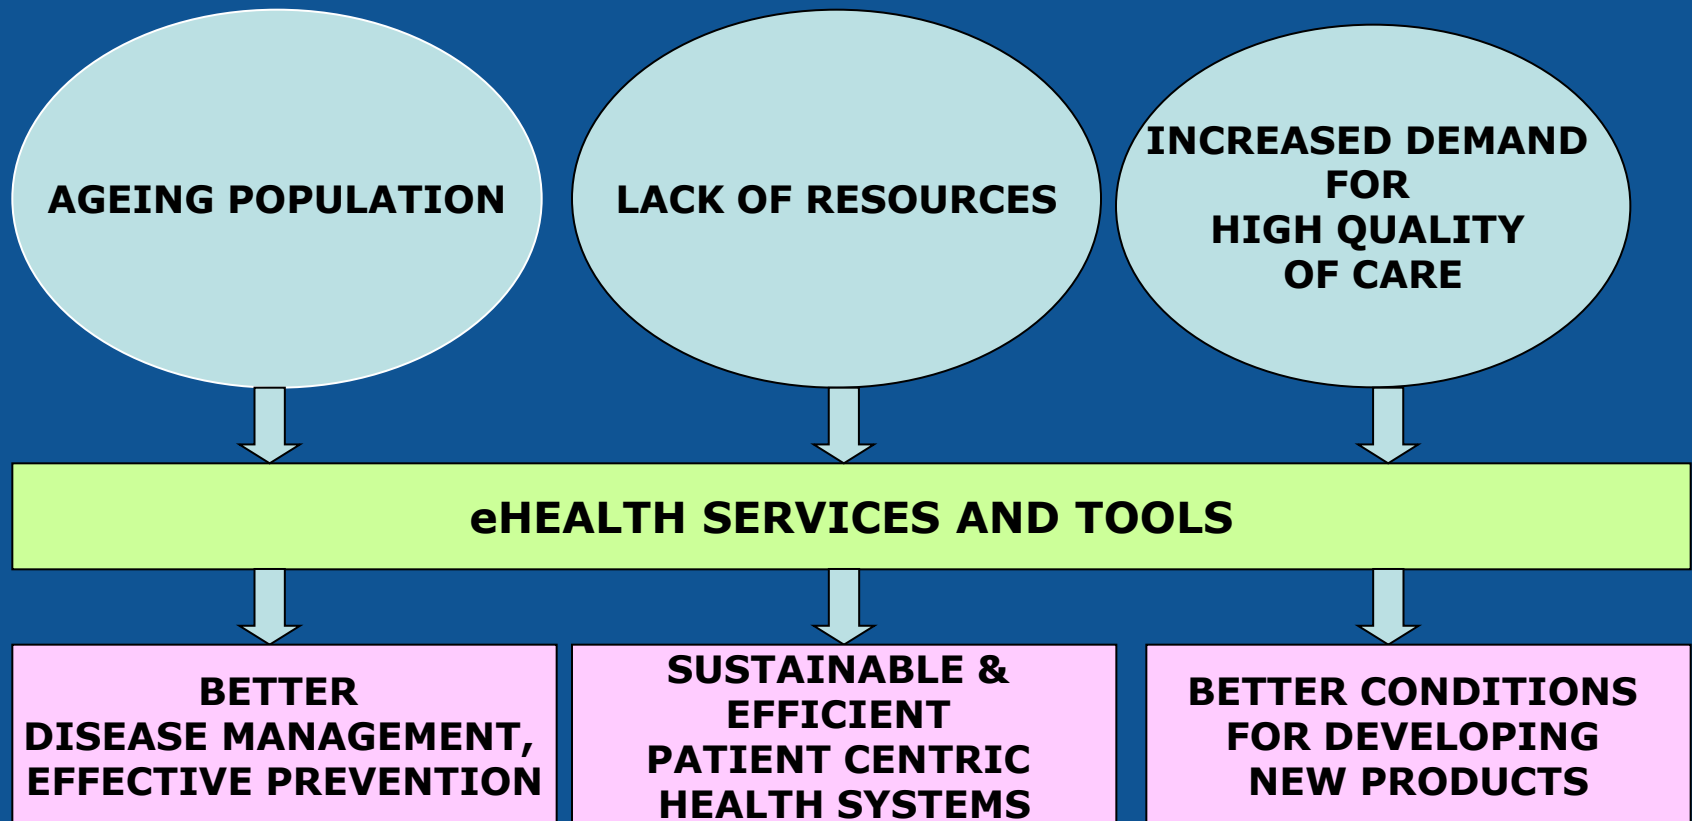 AGEING POPULATION
LACK OF RESOURCES
INCREASED DEMAND
FOR
HIGH QUALITY
OF CARE
eHEALTH SERVICES AND TOOLS
BETTER
DISEASE MANAGEMENT,
EFFECTIVE PREVENTION
SUSTAINABLE &
EFFICIENT
PATIENT CENTRIC
HEALTH SYSTEMS
BETTER CONDITIONS
FOR DEVELOPING
NEW PRODUCTS